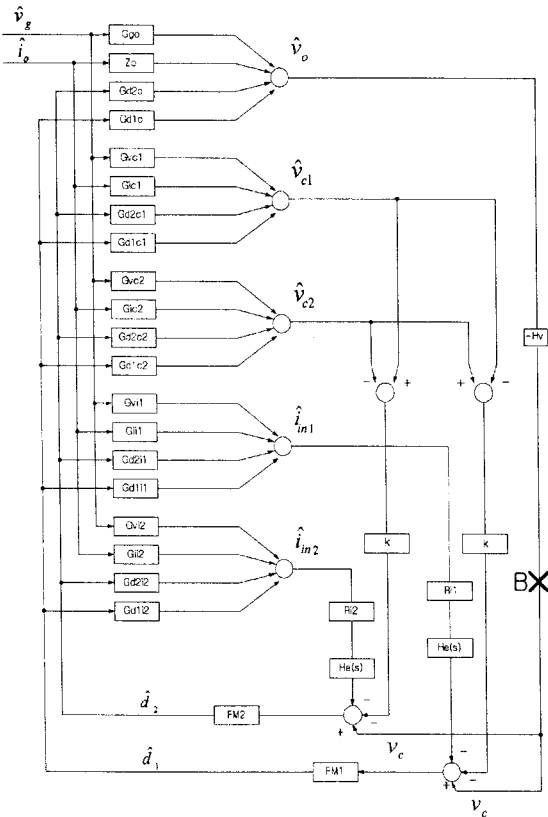 v̂g
îo
Ggo
Zo
Gd2o
Gd1o
v̂o
Gvc1
Gic1
Gd2c1
Gd1c1
v̂c1
Gvc2
Gic2
Gd2c2
Gd1c2
v̂c2
-Hv
- +
+ -
Gvi1
Gii1
Gd2i1
Gd1i1
îin1
Gvi2
Gii2
Gd2i2
Gd1i2
îin2
k
k
B
Ri2
Ri1
He(s)
He(s)
d̂2
FM2
-
-
+
vc
d̂1
FM1
-
-
+
vc